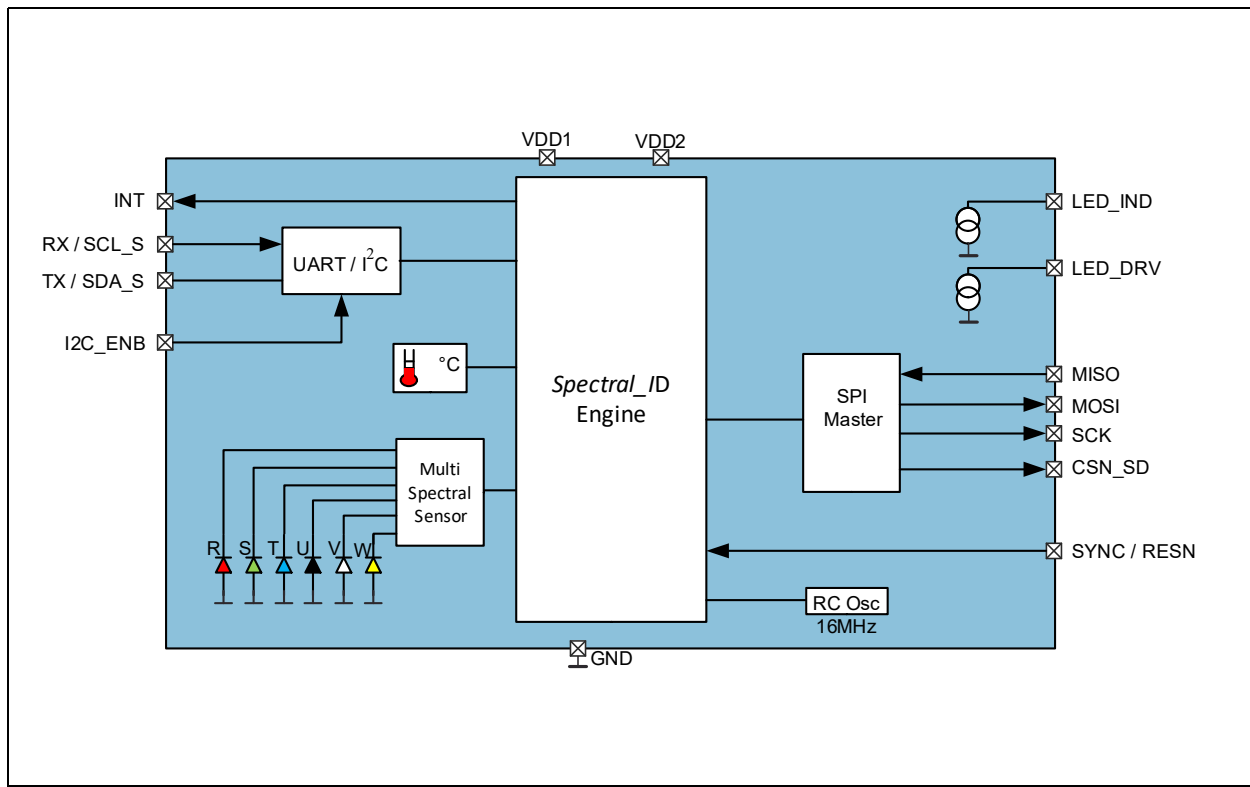 VDD1
VDD2
INT
RX / SCL_S
TX / SDA_S
I2C_ENB
UART / I²C
°C
Spectral_ID
Engine
Multi
Spectral
Sensor
R
S
T
U
V
W
LED_IND
LED_DRV
SPI
Master
MISO
MOSI
SCK
CSN_SD
SYNC / RESN
RC Osc
16MHz
GND